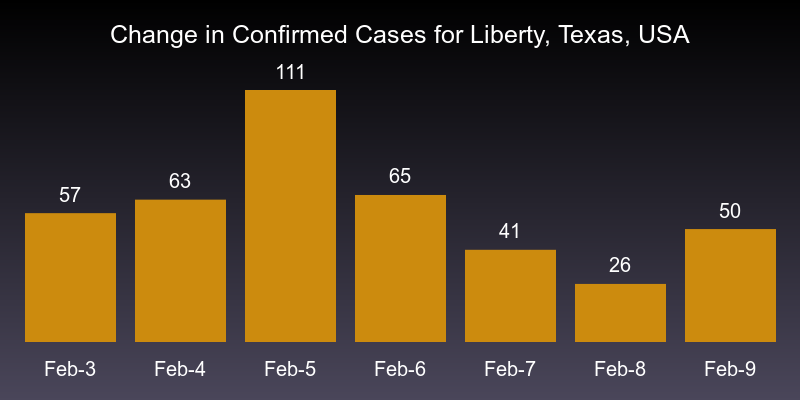 Change in Confirmed Cases for Liberty, Texas, USA
57
63
111
65
41
26
50
Feb-3
Feb-4
Feb-5
Feb-6
Feb-7
Feb-8
Feb-9